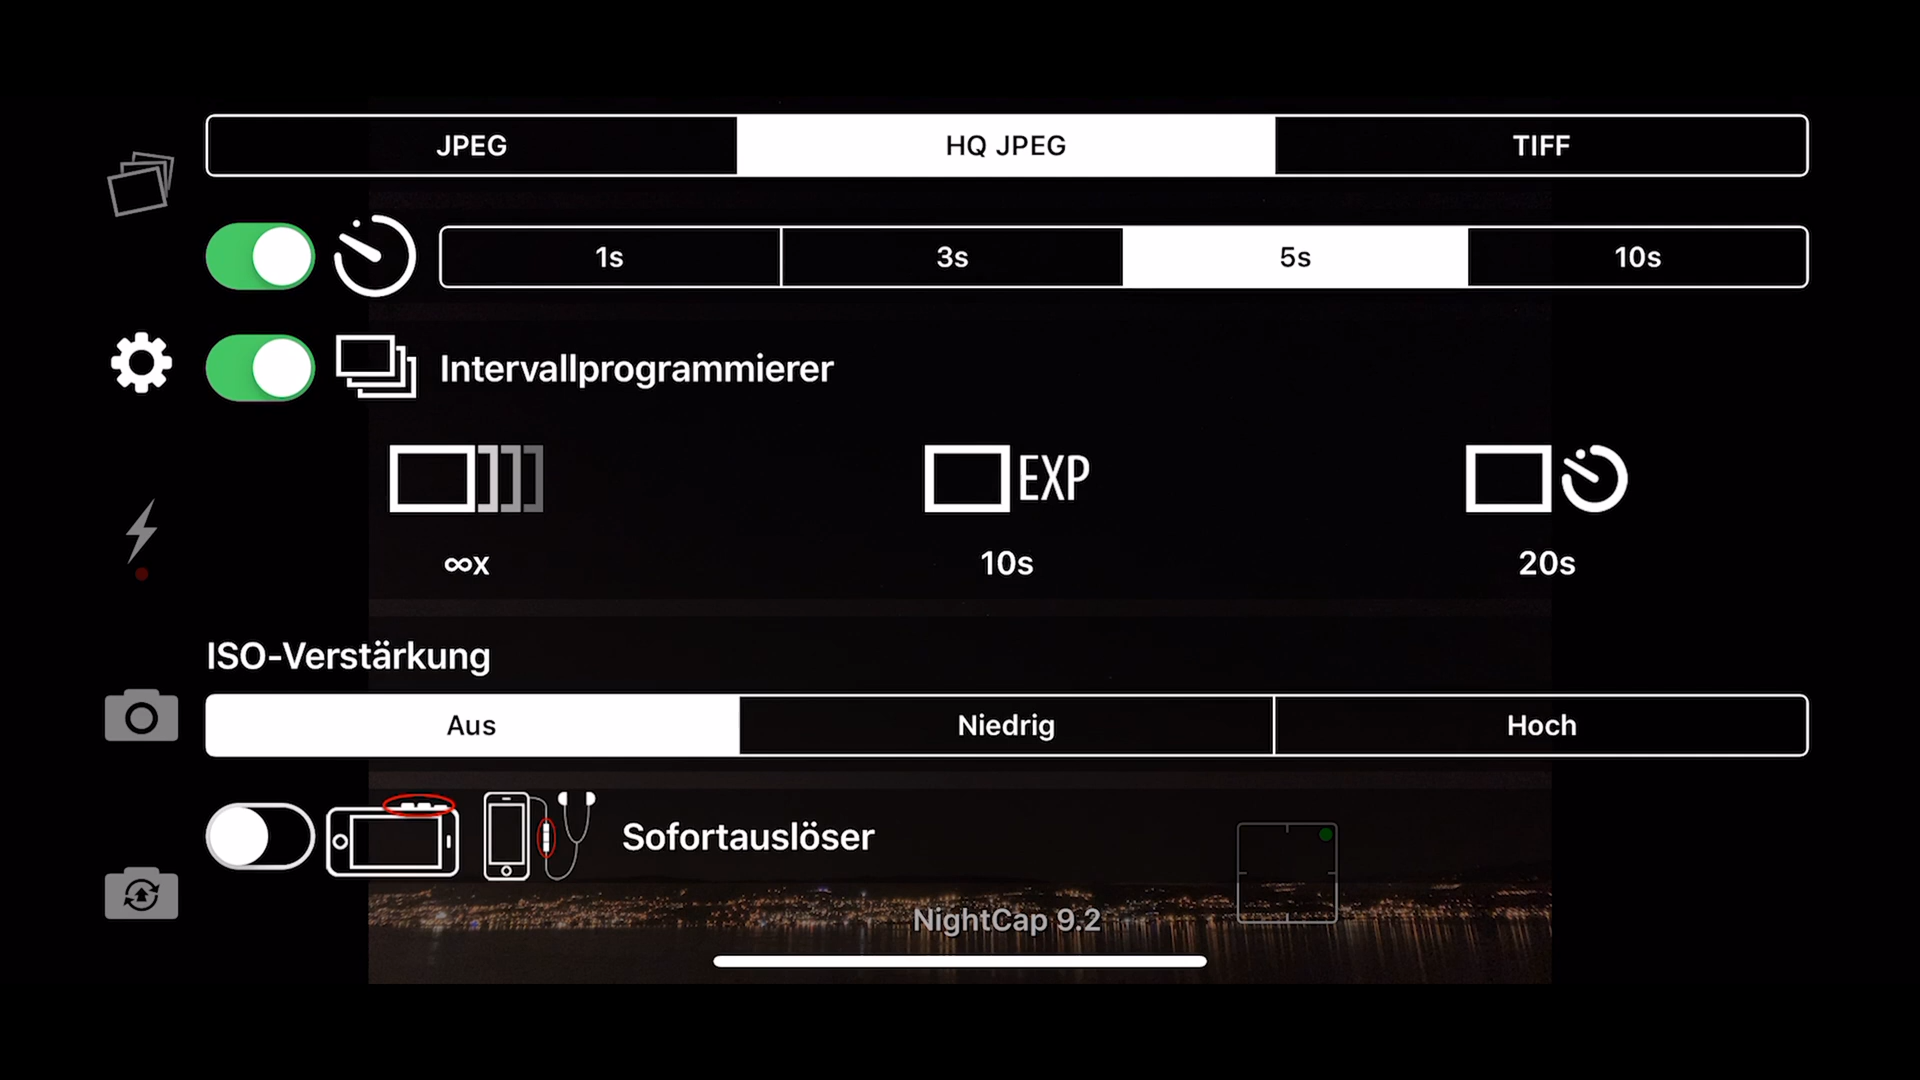 JPEG HQ JPEG TIFF
1s 3s 5s 10s
Intervallprogrammierer
EXP
∞x 10s 20s
ISO-Verstärkung
Aus Niedrig Hoch
Sofortauslöser
NightCap 9.2